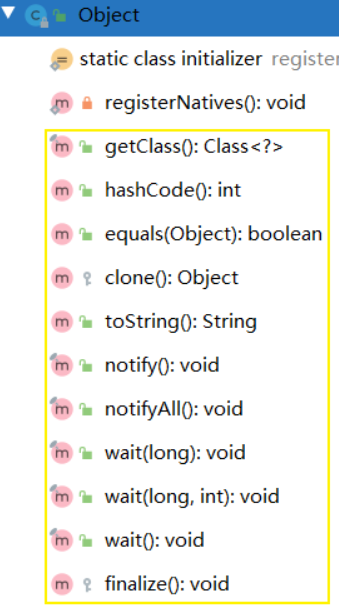 Object
static class initializer register
registerNatives(): void
getClass(): Class<?>
hashCode(): int
equals(Object): boolean
clone(): Object
toString(): String
notify(): void
notifyAll(): void
wait(long): void
wait(long, int): void
wait(): void
finalize(): void